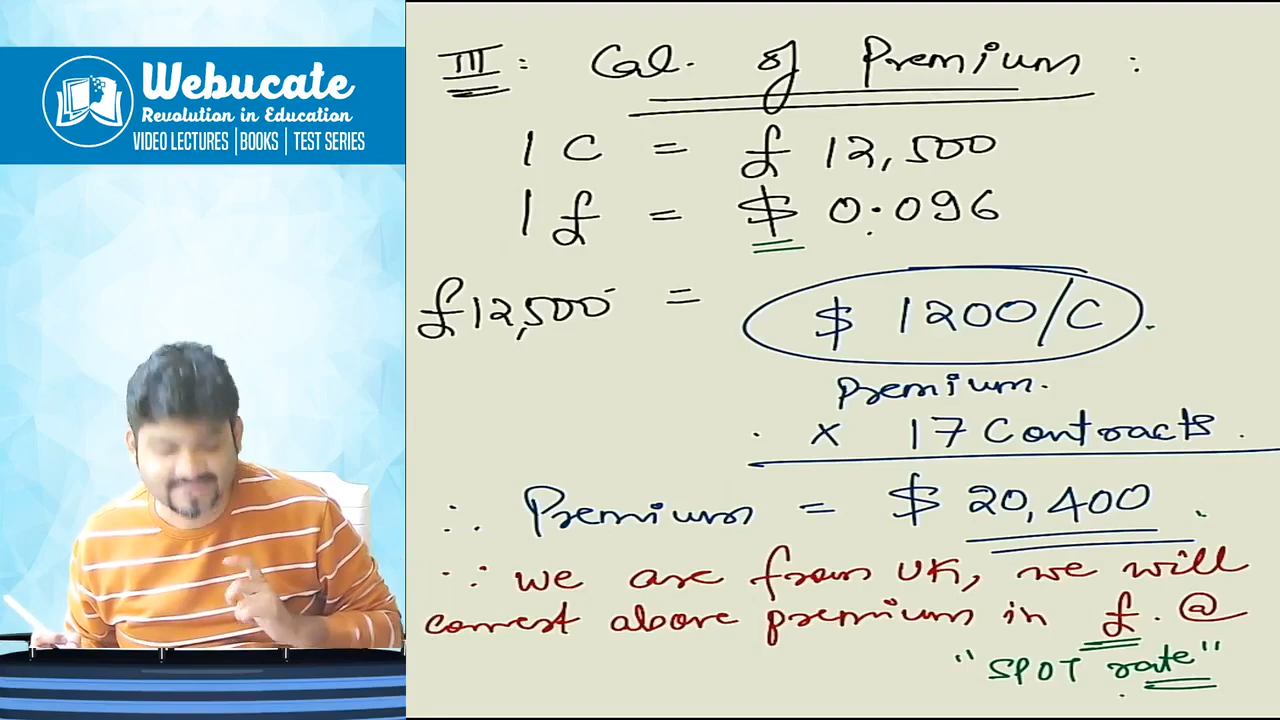 Webucate
Revolution in Education
VIDEO LECTURES | BOOKS | TEST SERIES
III : Cal. of Premium :
1 C = £ 12,500
1 £ = $ 0.096
£12,500 = $ 1200/C.
Premium.
x 17 Contracts.
∴ Premium = $ 20,400.
∵ we are from UK, we will
convert above premium in £. @
"SPOT rate"